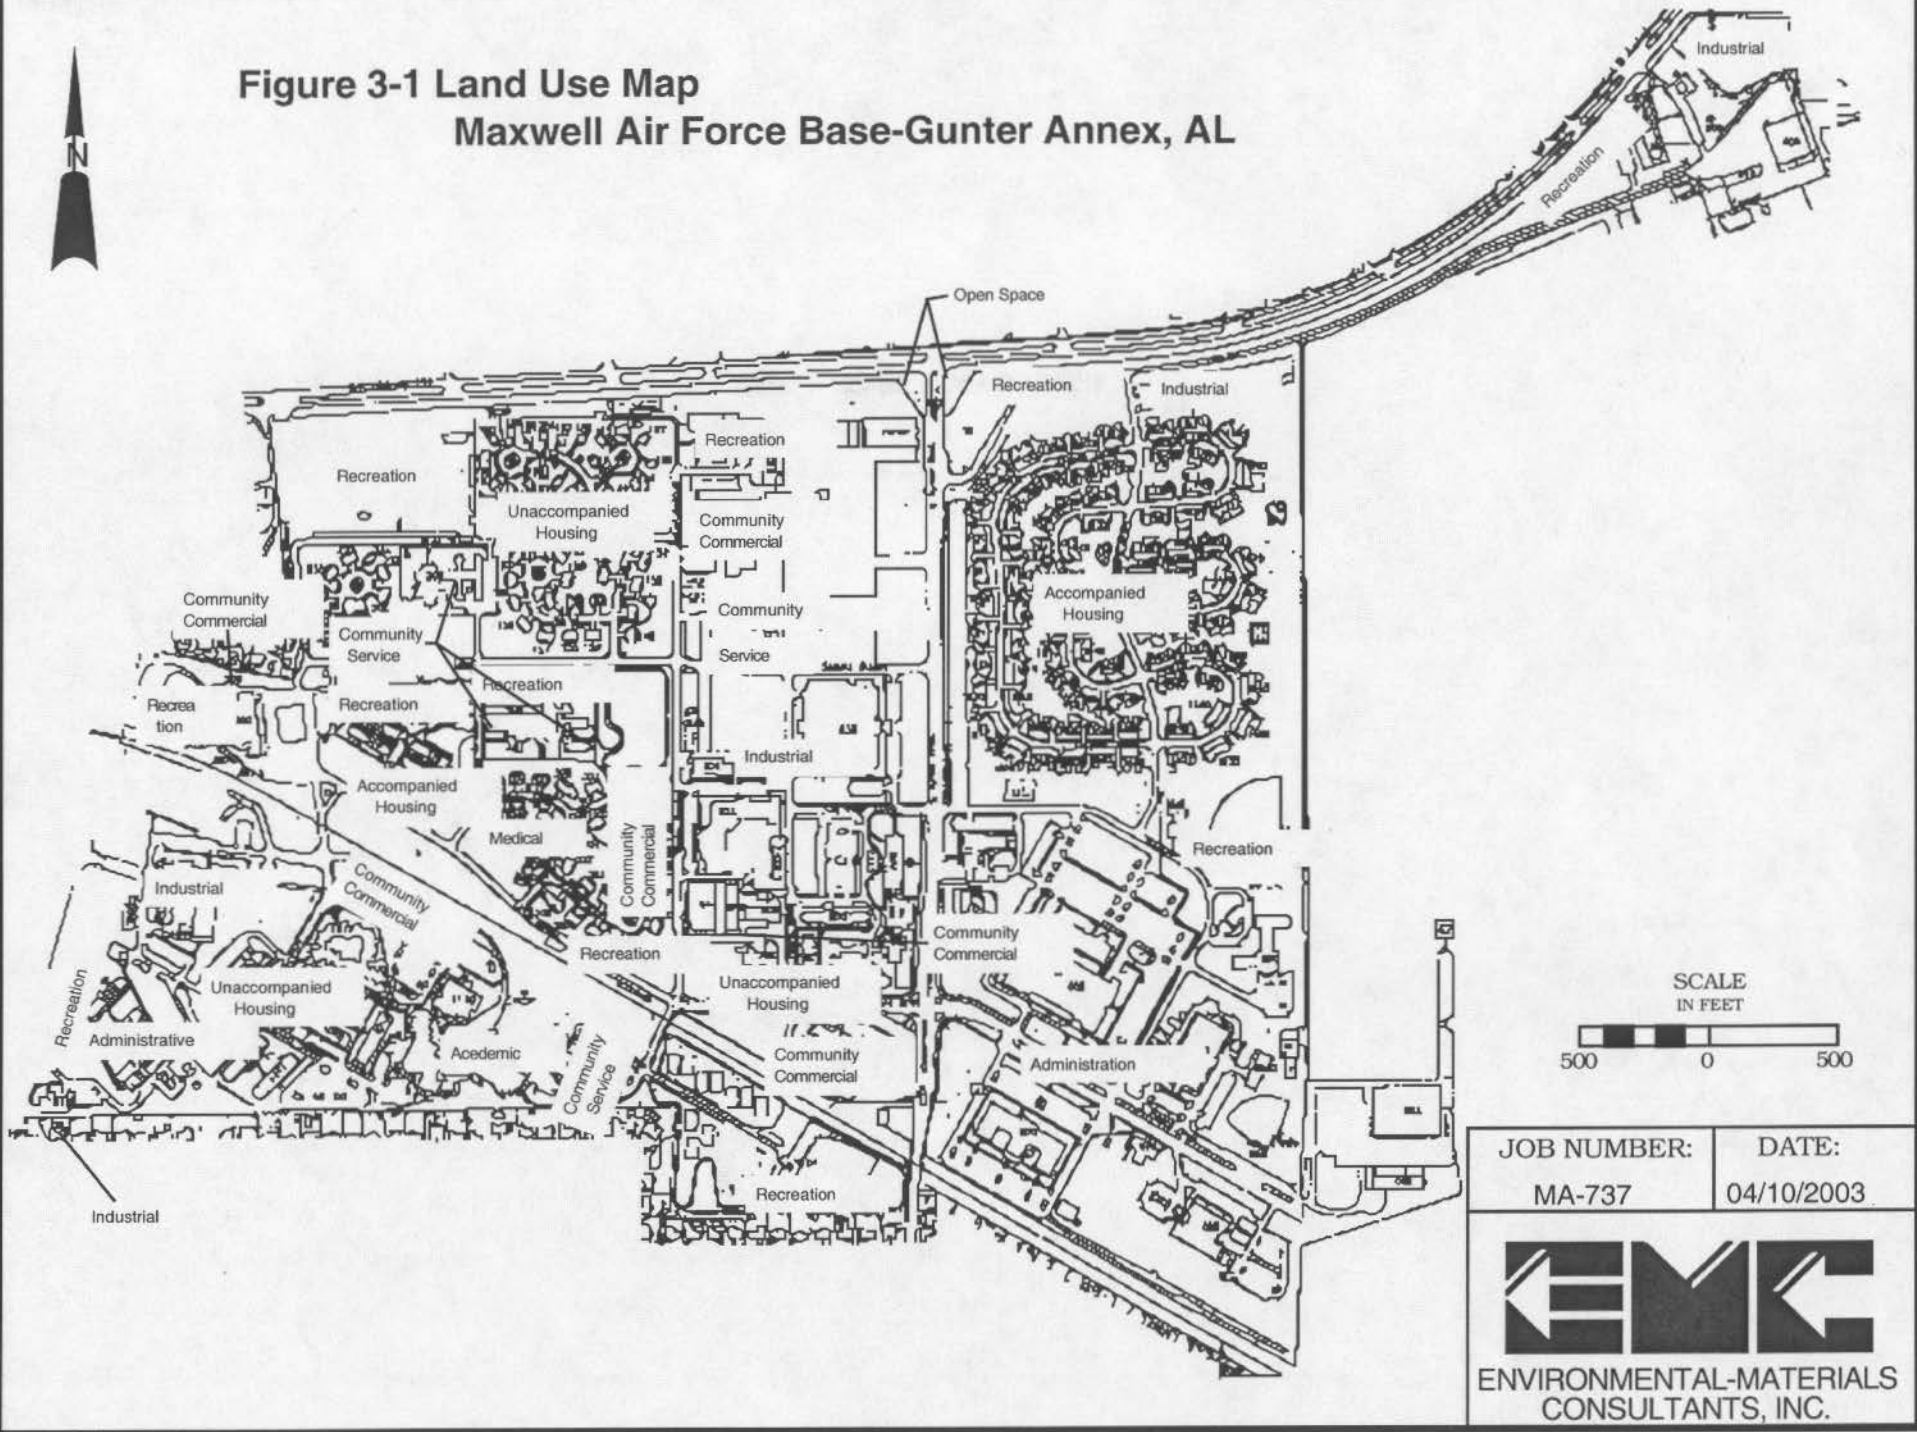 Figure 3-1 Land Use Map
Maxwell Air Force Base-Gunter Annex, AL
N
Industrial
Recreation
Open Space
Recreation
Industrial
Recreation
Recreation
Unaccompanied
Housing
Community
Commercial
Accompanied
Housing
Community
Commercial
Community
Service
Community
Service
Recreation
Recreation
Recrea
tion
Industrial
Accompanied
Housing
Medical
Community
Commercial
Recreation
Industrial
Community
Commercial
Recreation
Community
Commercial
Unaccompanied
Housing
Unaccompanied
Housing
Recreation
Administrative
Acedemic
Community
Service
Community
Commercial
Administration
Recreation
Industrial
SCALE
IN FEET
500 0 500
JOB NUMBER:
MA-737
DATE:
04/10/2003
EMC
ENVIRONMENTAL-MATERIALS
CONSULTANTS, INC.